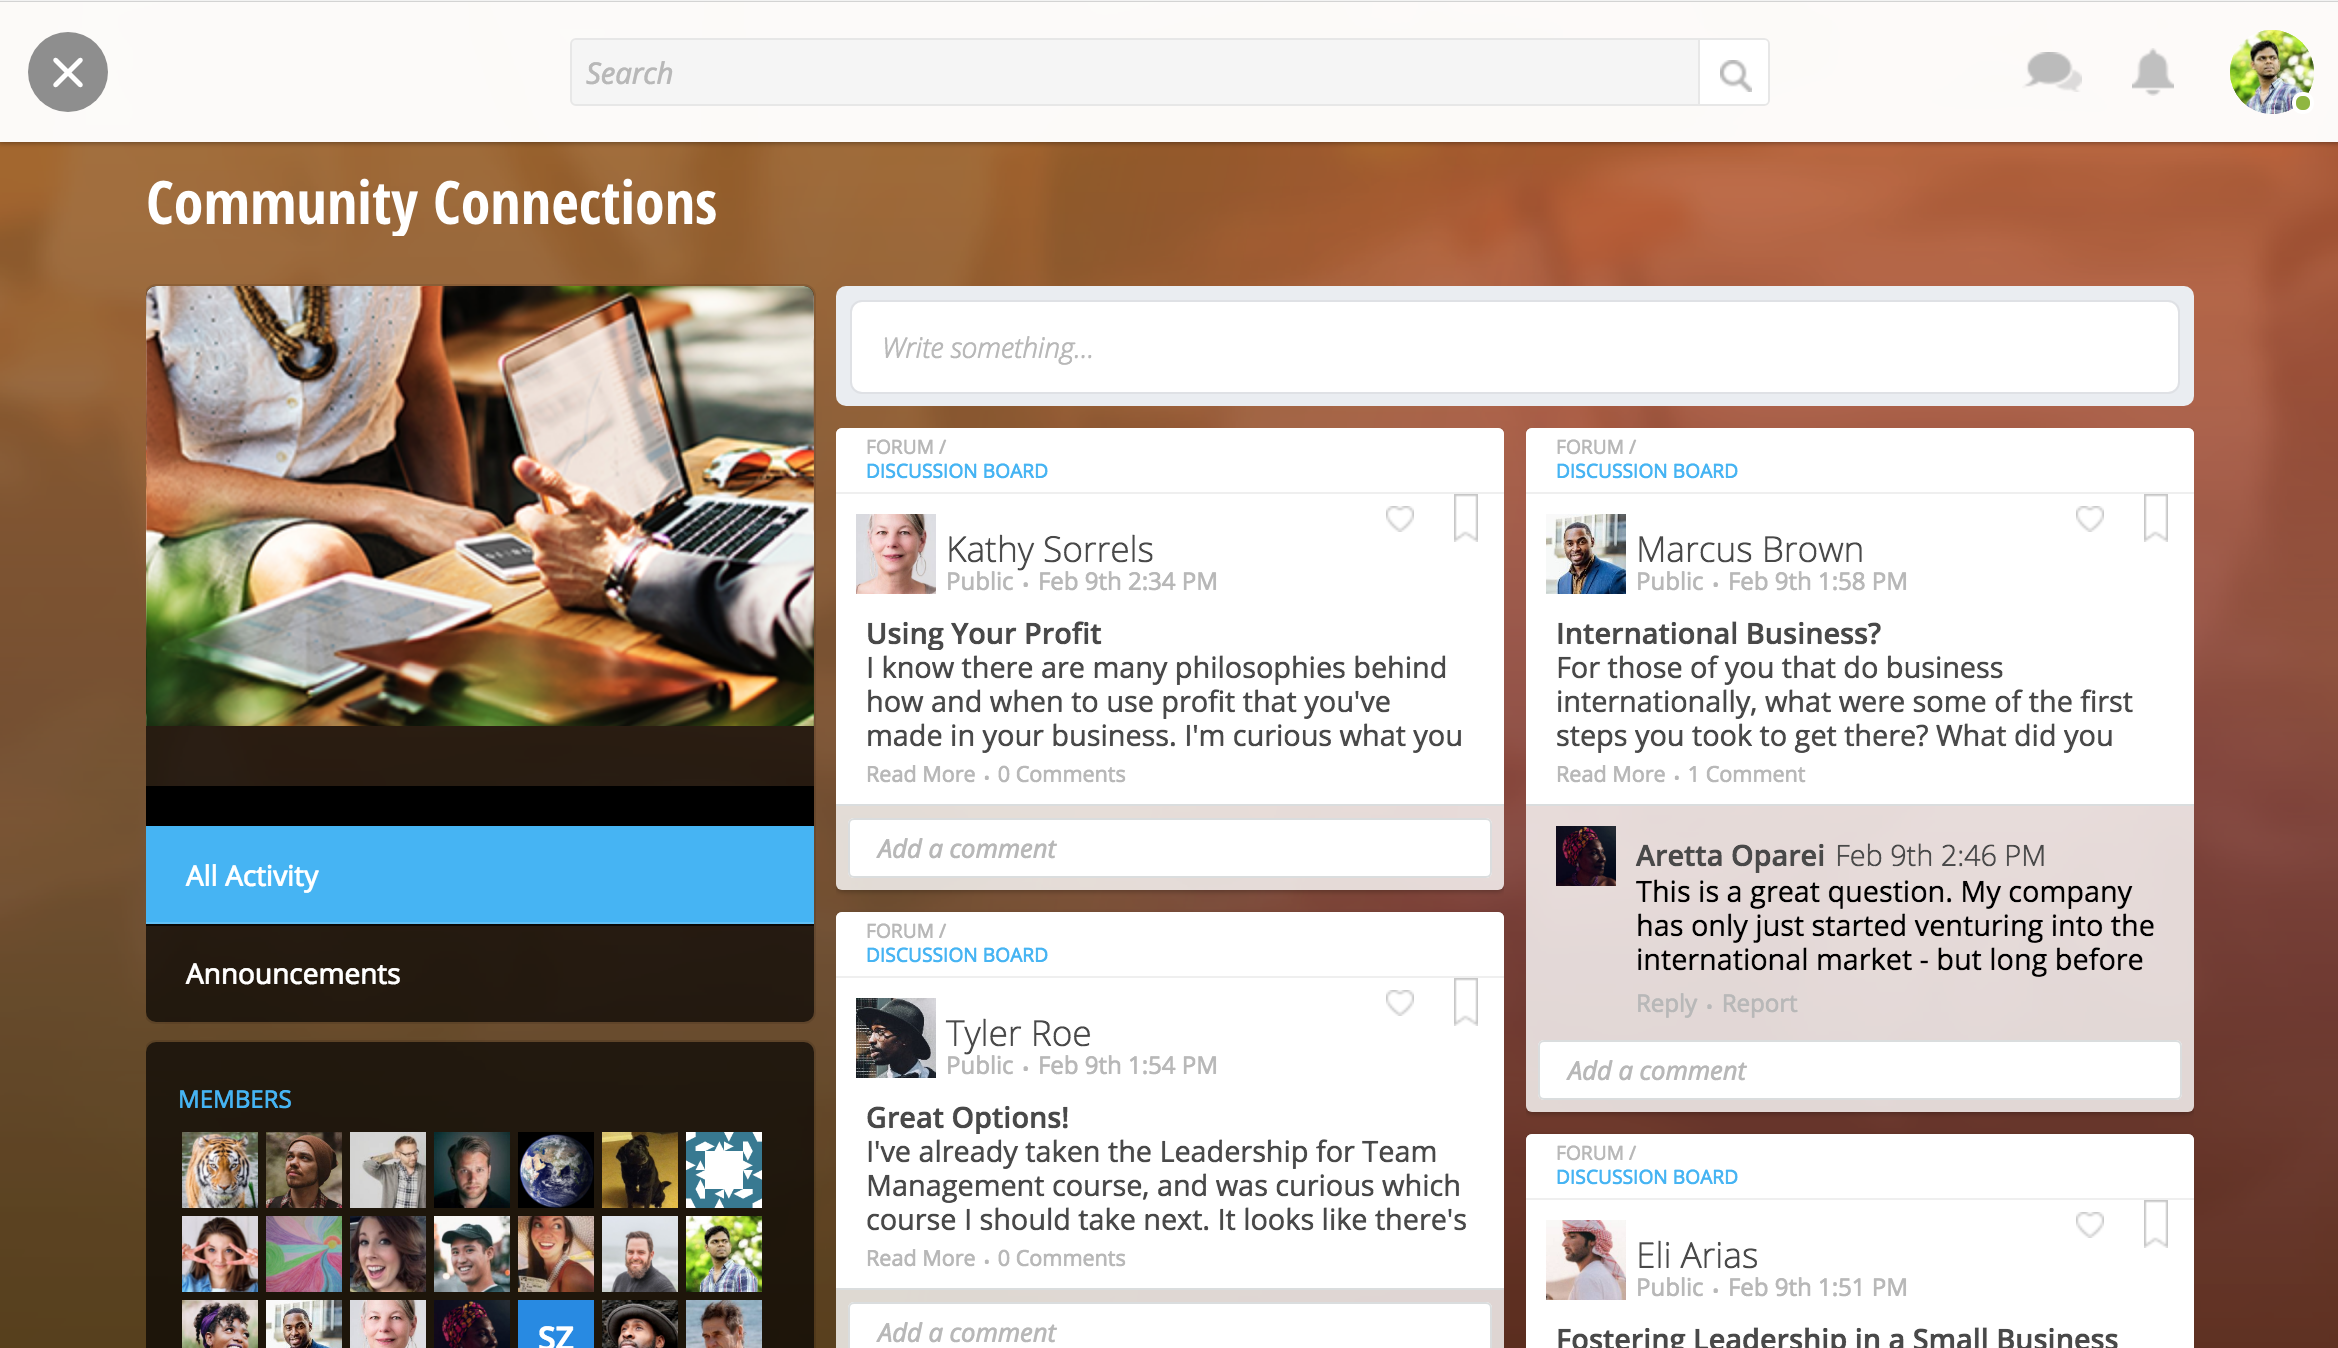 Search
Community Connections
All Activity
Announcements
MEMBERS
SZ
Write something...
FORUM /
DISCUSSION BOARD
Kathy Sorrels
Public • Feb 9th 2:34 PM
Using Your Profit
I know there are many philosophies behind
how and when to use profit that you've
made in your business. I'm curious what you
Read More • 0 Comments
Add a comment
FORUM /
DISCUSSION BOARD
Tyler Roe
Public • Feb 9th 1:54 PM
Great Options!
I've already taken the Leadership for Team
Management course, and was curious which
course I should take next. It looks like there's
Read More • 0 Comments
Add a comment
FORUM /
DISCUSSION BOARD
Marcus Brown
Public • Feb 9th 1:58 PM
International Business?
For those of you that do business
internationally, what were some of the first
steps you took to get there? What did you
Read More • 1 Comment
Aretta Oparei Feb 9th 2:46 PM
This is a great question. My company
has only just started venturing into the
international market - but long before
Reply • Report
Add a comment
FORUM /
DISCUSSION BOARD
Eli Arias
Public • Feb 9th 1:51 PM
Fostering Leadership in a Small Business